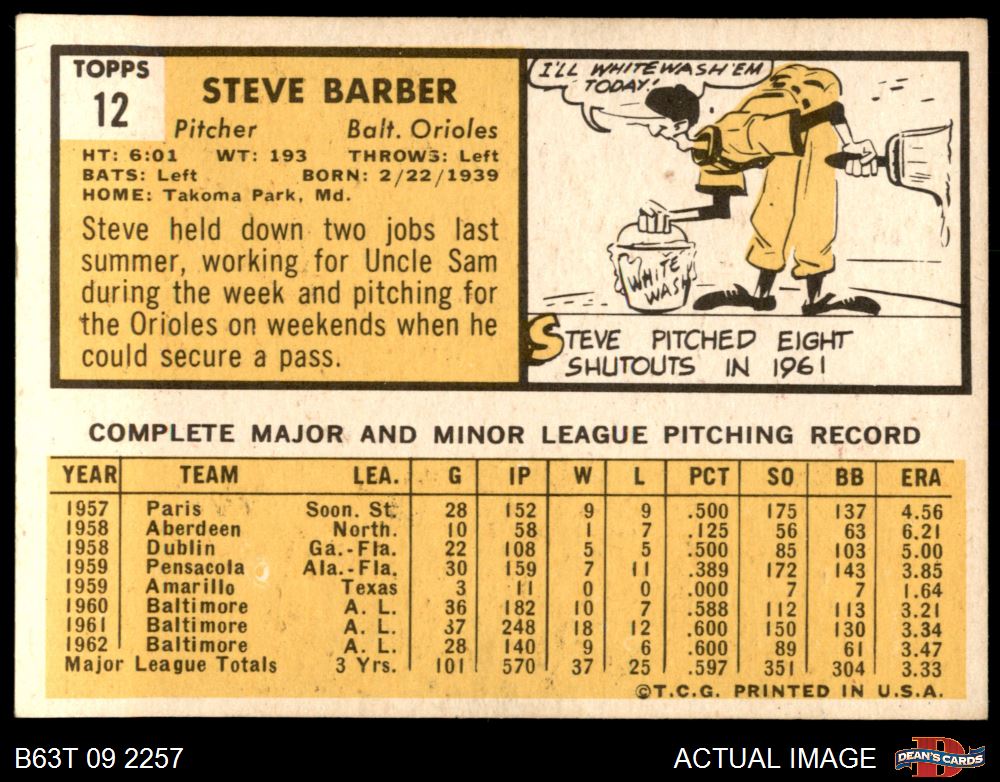 TOPPS
12
STEVE BARBER
Pitcher Balt. Orioles
HT: 6:01 WT: 193 THROWS: Left
BATS: Left BORN: 2/22/1939
HOME: Takoma Park, Md.
Steve held down two jobs last
summer, working for Uncle Sam
during the week and pitching for
the Orioles on weekends when he
could secure a pass.
I'LL WHITEWASH 'EM
TODAY!
WHITE
WASH
STEVE PITCHED EIGHT
SHUTOUTS IN 1961
COMPLETE MAJOR AND MINOR LEAGUE PITCHING RECORD
YEAR TEAM LEA. G IP W L PCT SO BB ERA
1957 Paris Soon. St. 28 152 9 9 .500 175 137 4.56
1958 Aberdeen North. 10 58 1 7 .125 56 63 6.21
1958 Dublin Ga.-Fla. 22 108 5 5 .500 85 103 5.00
1959 Pensacola Ala.-Fla. 30 159 7 11 .389 172 143 3.85
1959 Amarillo Texas 3 11 0 0 .000 7 7 1.64
1960 Baltimore A. L. 36 182 10 7 .588 112 113 3.21
1961 Baltimore A. L. 37 248 18 12 .600 150 130 3.34
1962 Baltimore A. L. 28 140 9 6 .600 89 61 3.47
Major League Totals 3 Yrs. 101 570 37 25 .597 351 304 3.33
©T.C.G. PRINTED IN U.S.A.
B63T 09 2257
ACTUAL IMAGE
D
DEAN'S CARDS